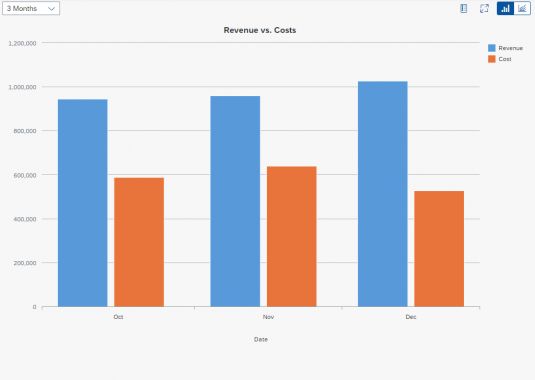 3 Months
Revenue vs. Costs
1,200,000
1,000,000
800,000
600,000
400,000
200,000
0
Revenue
Cost
Oct
Nov
Dec
Date